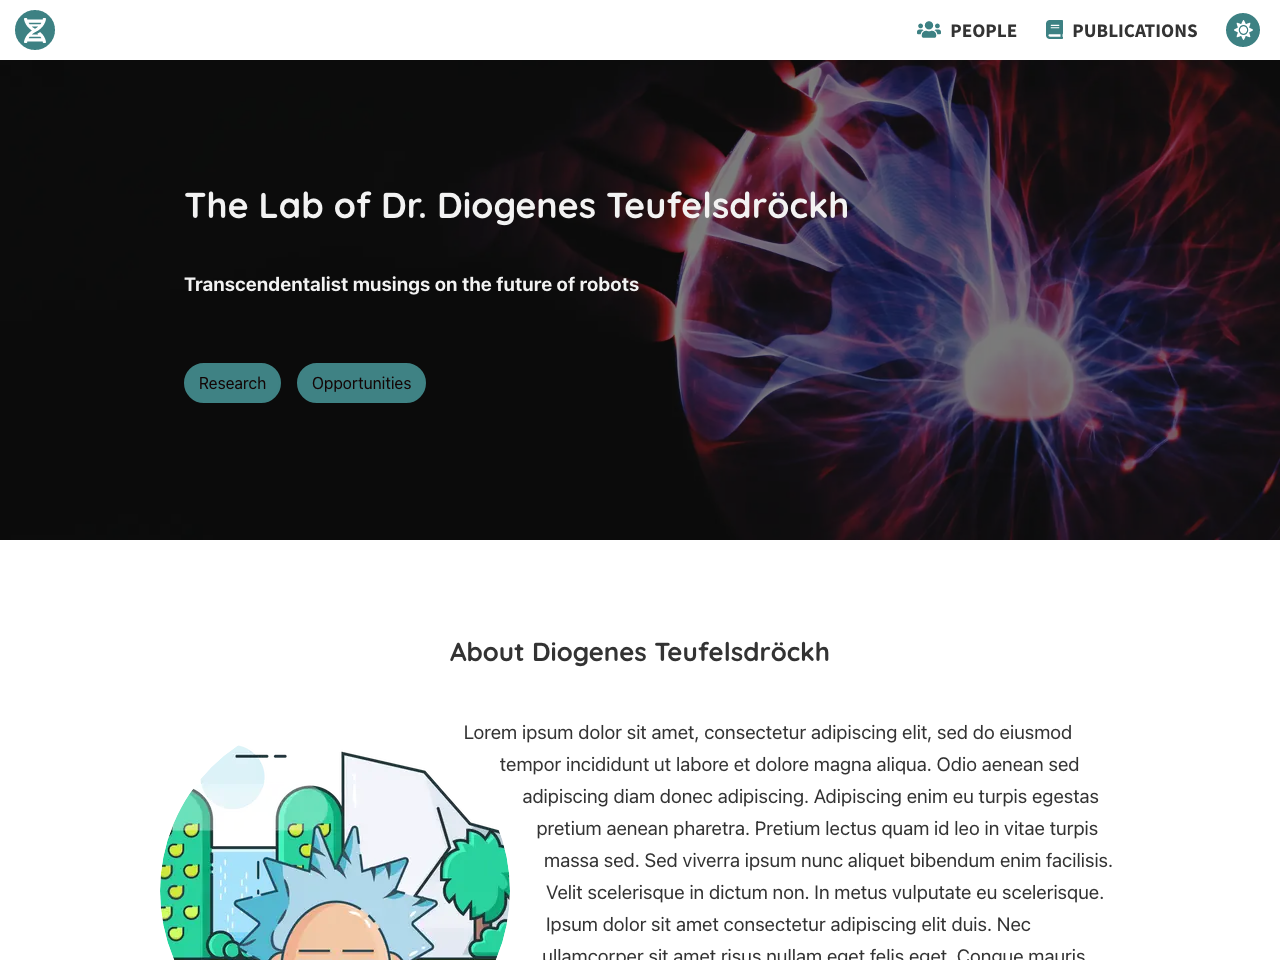 PEOPLE
PUBLICATIONS
The Lab of Dr. Diogenes Teufelsdröckh
Transcendentalist musings on the future of robots
Research
Opportunities
About Diogenes Teufelsdröckh
Lorem ipsum dolor sit amet, consectetur adipiscing elit, sed do eiusmod
tempor incididunt ut labore et dolore magna aliqua. Odio aenean sed
adipiscing diam donec adipiscing. Adipiscing enim eu turpis egestas
pretium aenean pharetra. Pretium lectus quam id leo in vitae turpis
massa sed. Sed viverra ipsum nunc aliquet bibendum enim facilisis.
Velit scelerisque in dictum non. In metus vulputate eu scelerisque.
Ipsum dolor sit amet consectetur adipiscing elit duis. Nec
ullamcorper sit amet risus nullam eget felis eget. Congue mauris